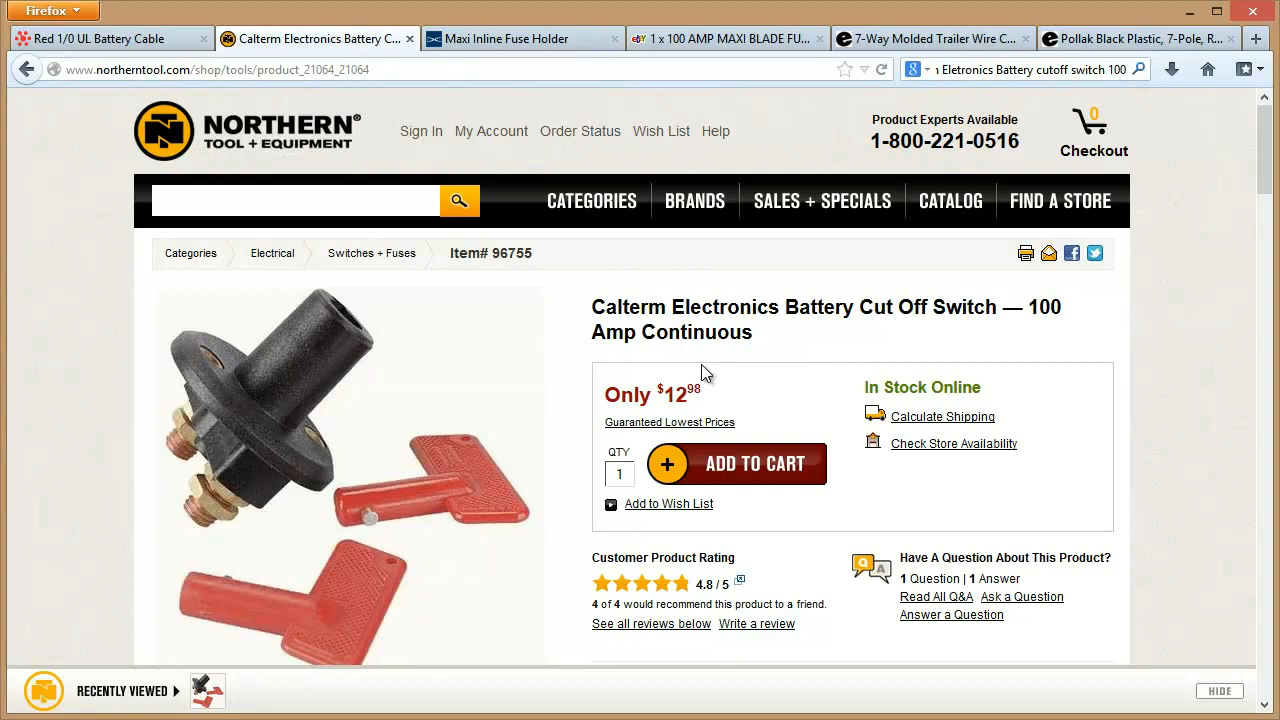 Firefox
Red 1/0 UL Battery Cable
Calterm Electronics Battery C...
Maxi Inline Fuse Holder
1 x 100 AMP MAXI BLADE FU...
7-Way Molded Trailer Wire C...
Pollak Black Plastic, 7-Pole, R...
www.northerntool.com/shop/tools/product_21064_21064
Eletronics Battery cutoff switch 100
NORTHERN®
TOOL + EQUIPMENT
Sign In My Account Order Status Wish List Help
Product Experts Available
1-800-221-0516
0
Checkout
CATEGORIES BRANDS SALES + SPECIALS CATALOG FIND A STORE
Categories Electrical Switches + Fuses Item# 96755
Calterm Electronics Battery Cut Off Switch — 100
Amp Continuous
Only $12 98
Guaranteed Lowest Prices
QTY
1
ADD TO CART
Add to Wish List
In Stock Online
Calculate Shipping
Check Store Availability
Customer Product Rating
4.8 / 5
4 of 4 would recommend this product to a friend.
See all reviews below Write a review
Q A
Have A Question About This Product?
1 Question | 1 Answer
Read All Q&A Ask a Question
Answer a Question
RECENTLY VIEWED
HIDE